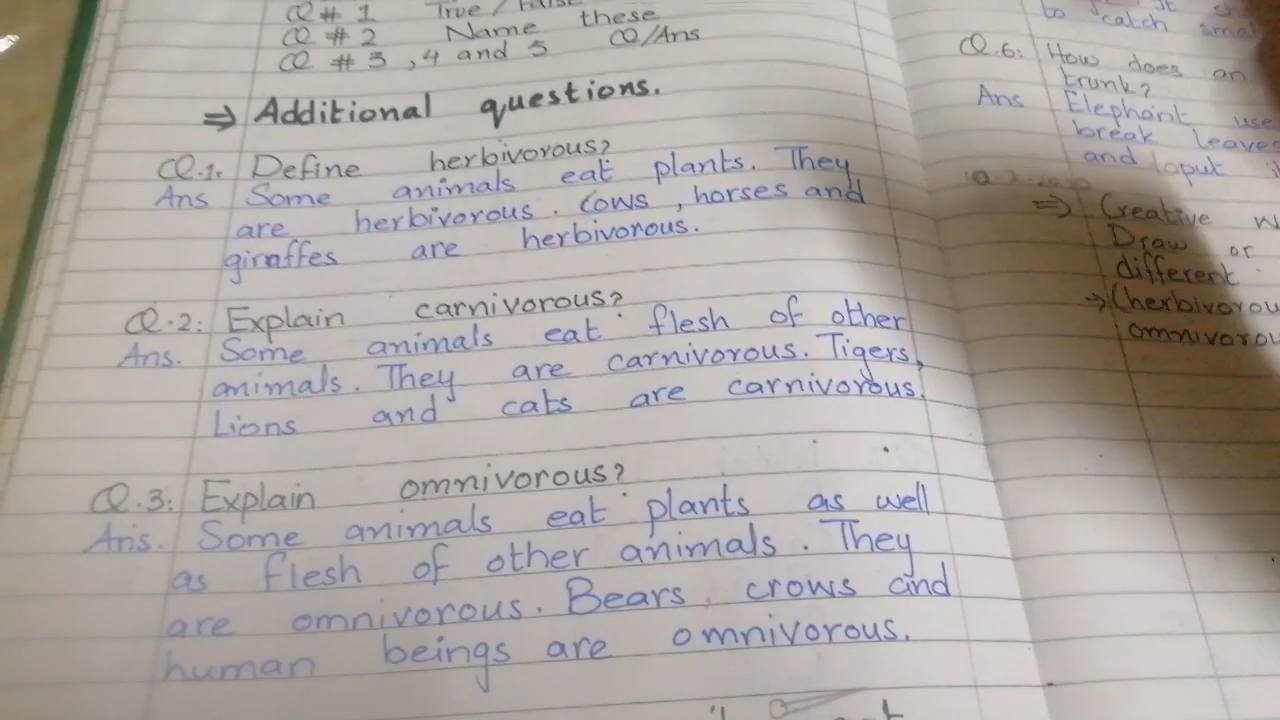 Q # 1 True / False
Q # 2 Name these
Q # 3 , 4 and 5 Q/Ans
⇒ Additional questions.
Q.1: Define herbivorous?
Ans Some animals eat plants. They
are herbivorous. Cows, horses and
giraffes are herbivorous.
Q.2: Explain carnivorous?
Ans. Some animals eat flesh of other
animals. They are carnivorous. Tigers,
Lions and cats are carnivorous.
Q.3: Explain omnivorous?
Ans. Some animals eat plants as well
as flesh of other animals. They
are omnivorous. Bears, crows and
human beings are omnivorous.
to catch
Q.6: How does an
trunk?
Ans Elephant use
break leaves
and
⇒ Creative
Draw or
different
→ (herbivorou
omnivorou